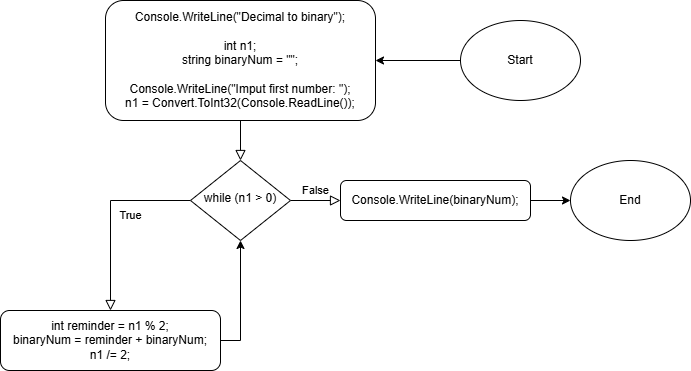 Console.WriteLine("Decimal to binary");
int n1;
string binaryNum = "";
Console.WriteLine("Imput first number: ");
n1 = Convert.ToInt32(Console.ReadLine());
Start
while (n1 > 0)
False
Console.WriteLine(binaryNum);
End
True
int reminder = n1 % 2;
binaryNum = reminder + binaryNum;
n1 /= 2;